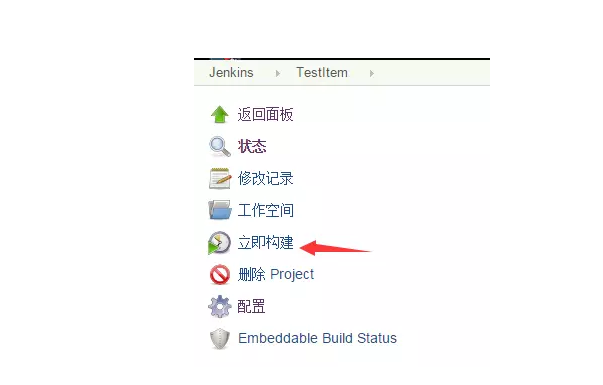 Jenkins TestItem
返回面板
状态
修改记录
工作空间
立即构建
删除 Project
配置
Embeddable Build Status